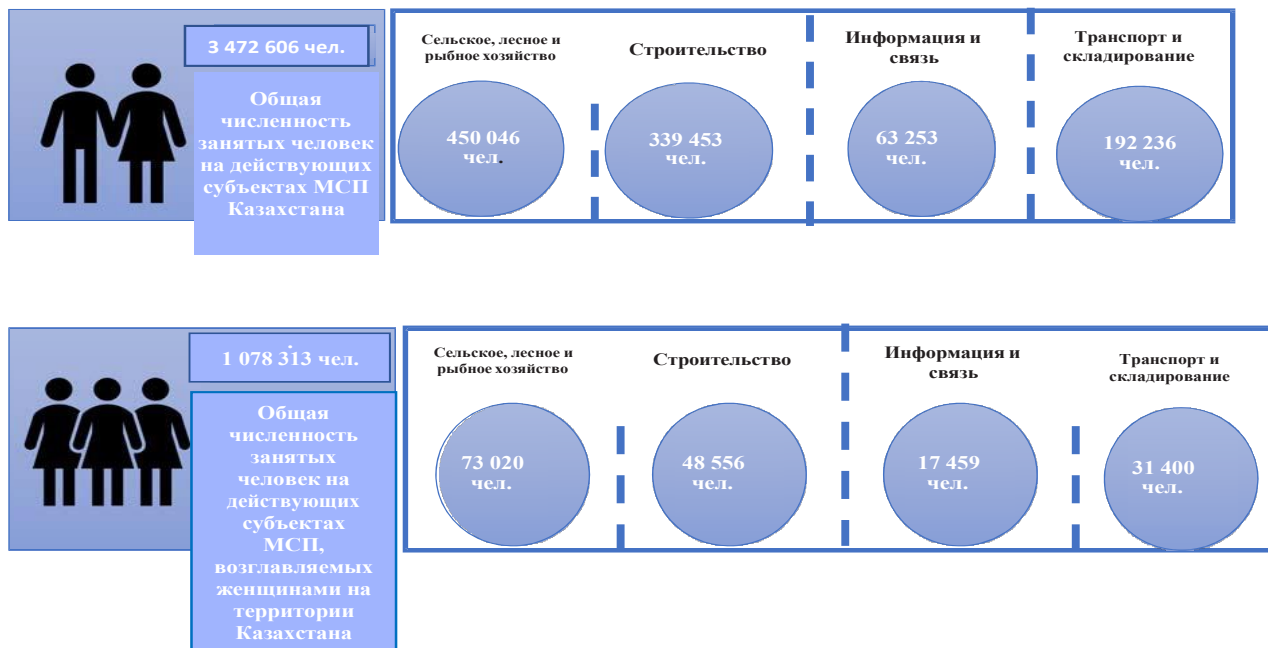 3 472 606 чел.
Общая
численность
занятых человек
на действующих
субъектах МСП
Казахстана
Сельское, лесное и
рыбное хозяйство
450 046
чел.
Строительство
339 453
чел.
Информация и
связь
63 253
чел.
Транспорт и
складирование
192 236
чел.
1 078 313 чел.
Общая
численность
занятых
человек на
действующих
субъектах
МСП,
возглавляемых
женщинами на
территории
Казахстана
Сельское, лесное и
рыбное хозяйство
73 020
чел.
Строительство
48 556
чел.
Информация и
связь
17 459
чел.
Транспорт и
складирование
31 400
чел.